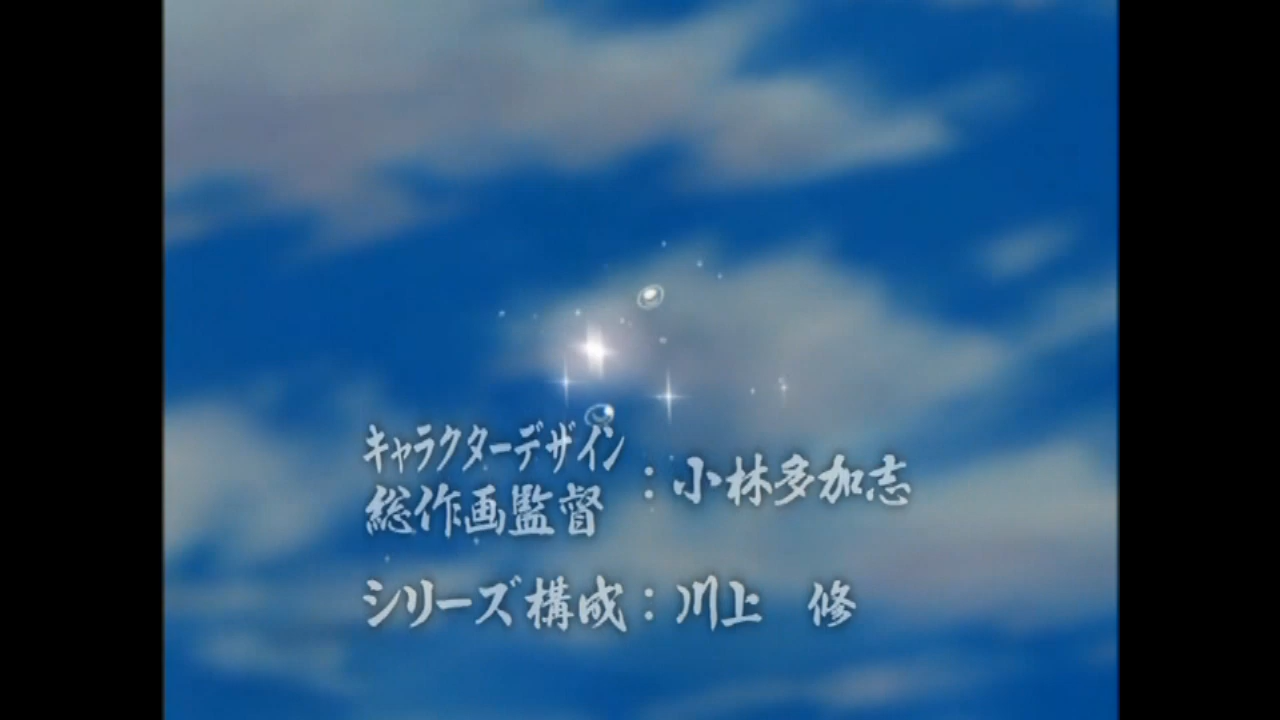 キャラクターデザイン
総作画監督
：小林多加志
シリーズ構成：川上　修